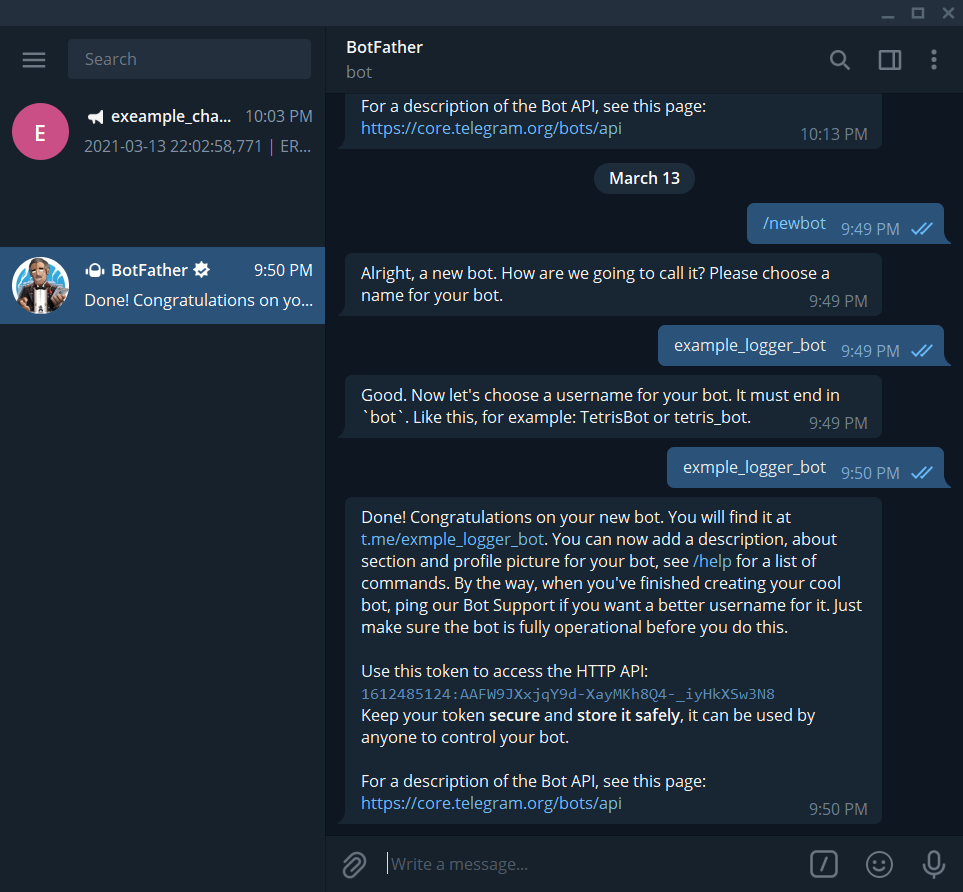 Search
exeample_cha... 10:03 PM
E
2021-03-13 22:02:58,771 | ER...
BotFather 9:50 PM
Done! Congratulations on yo...
BotFather
bot
For a description of the Bot API, see this page:
https://core.telegram.org/bots/api
10:13 PM
March 13
/newbot 9:49 PM
Alright, a new bot. How are we going to call it? Please choose a
name for your bot.
9:49 PM
example_logger_bot 9:49 PM
Good. Now let's choose a username for your bot. It must end in
`bot`. Like this, for example: TetrisBot or tetris_bot.
9:49 PM
exmple_logger_bot 9:50 PM
Done! Congratulations on your new bot. You will find it at
t.me/exmple_logger_bot. You can now add a description, about
section and profile picture for your bot, see /help for a list of
commands. By the way, when you've finished creating your cool
bot, ping our Bot Support if you want a better username for it. Just
make sure the bot is fully operational before you do this.
Use this token to access the HTTP API:
1612485124:AAFW9JXxjqY9d-XayMKh8Q4-_iyHkXSw3N8
Keep your token secure and store it safely, it can be used by
anyone to control your bot.
For a description of the Bot API, see this page:
https://core.telegram.org/bots/api
9:50 PM
Write a message...